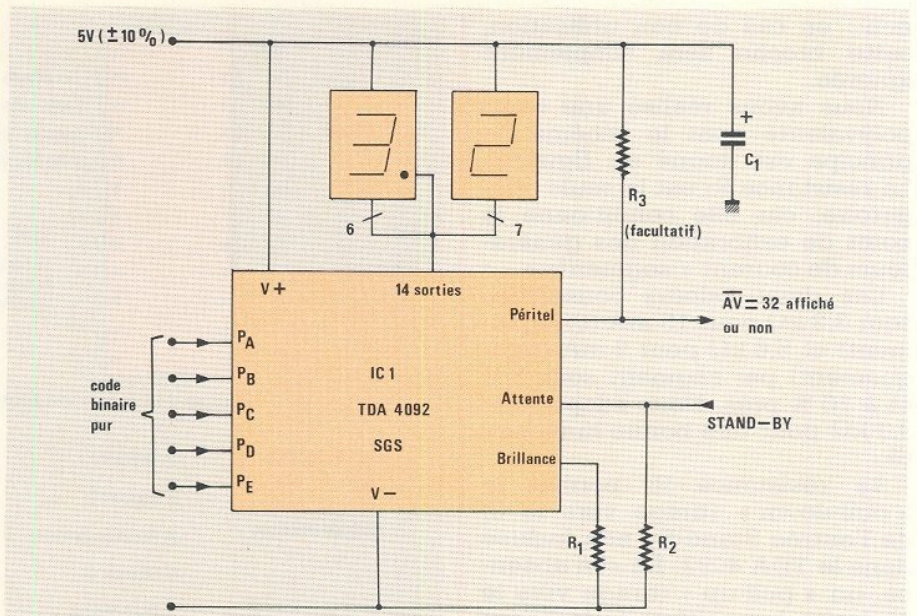 5V (±10%)
3.
2
6
7
R3
(facultatif)
+
C1
V+
14 sorties
Péritel
AV = 32 affiché
ou non
code
binaire
pur
PA
PB
PC
PD
PE
IC 1
TDA 4092
SGS
Attente
STAND-BY
Brillance
V—
R1
R2